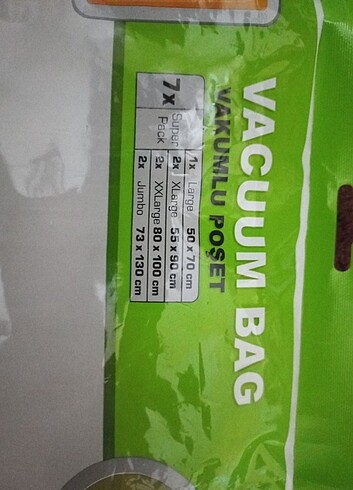 VACUUM BAG
VAKUMLU POŞET
7x Super Pack
1x Large 50 x 70 cm
2x XLarge 55 x 90 cm
2x XXLarge 80 x 100 cm
2x Jumbo 73 x 130 cm